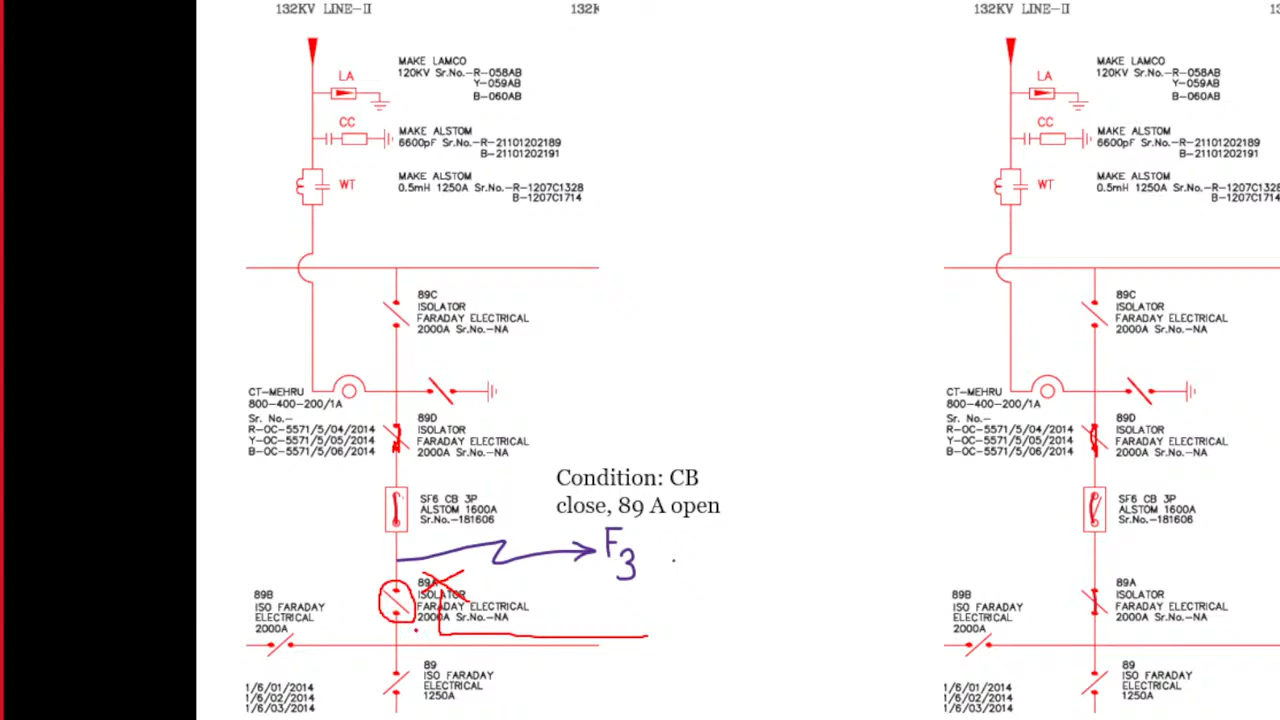 132KV LINE-II
LA
MAKE LAMCO
120KV Sr.No.-R-058AB
Y-059AB
B-060AB
CC
MAKE ALSTOM
6600pF Sr.No.-R-21101202189
B-21101202191
WT
MAKE ALSTOM
0.5mH 1250A Sr.No.-R-1207C1328
B-1207C1714
89C
ISOLATOR
FARADAY ELECTRICAL
2000A Sr.No.-NA
CT-MEHRU
800-400-200/1A
Sr. No.-
R-OC-5571/5/04/2014
Y-OC-5571/5/05/2014
B-OC-5571/5/06/2014
89D
ISOLATOR
FARADAY ELECTRICAL
2000A Sr.No.-NA
SF6 CB 3P
ALSTOM 1600A
Sr.No.-181606
Condition: CB
close, 89 A open
F3
89A
ISOLATOR
FARADAY ELECTRICAL
2000A Sr.No.-NA
89B
ISO FARADAY
ELECTRICAL
2000A
89
ISO FARADAY
ELECTRICAL
1250A
1/6/01/2014
1/6/02/2014
1/6/03/2014
132KV LINE-II
LA
MAKE LAMCO
120KV Sr.No.-R-058AB
Y-059AB
B-060AB
CC
MAKE ALSTOM
6600pF Sr.No.-R-21101202189
B-21101202191
WT
MAKE ALSTOM
0.5mH 1250A Sr.No.-R-1207C1328
B-1207C1714
89C
ISOLATOR
FARADAY ELECTRICAL
2000A Sr.No.-NA
CT-MEHRU
800-400-200/1A
Sr. No.-
R-OC-5571/5/04/2014
Y-OC-5571/5/05/2014
B-OC-5571/5/06/2014
89D
ISOLATOR
FARADAY ELECTRICAL
2000A Sr.No.-NA
SF6 CB 3P
ALSTOM 1600A
Sr.No.-181606
89A
ISOLATOR
FARADAY ELECTRICAL
2000A Sr.No.-NA
89B
ISO FARADAY
ELECTRICAL
2000A
89
ISO FARADAY
ELECTRICAL
1250A
1/6/01/2014
1/6/02/2014
1/6/03/2014